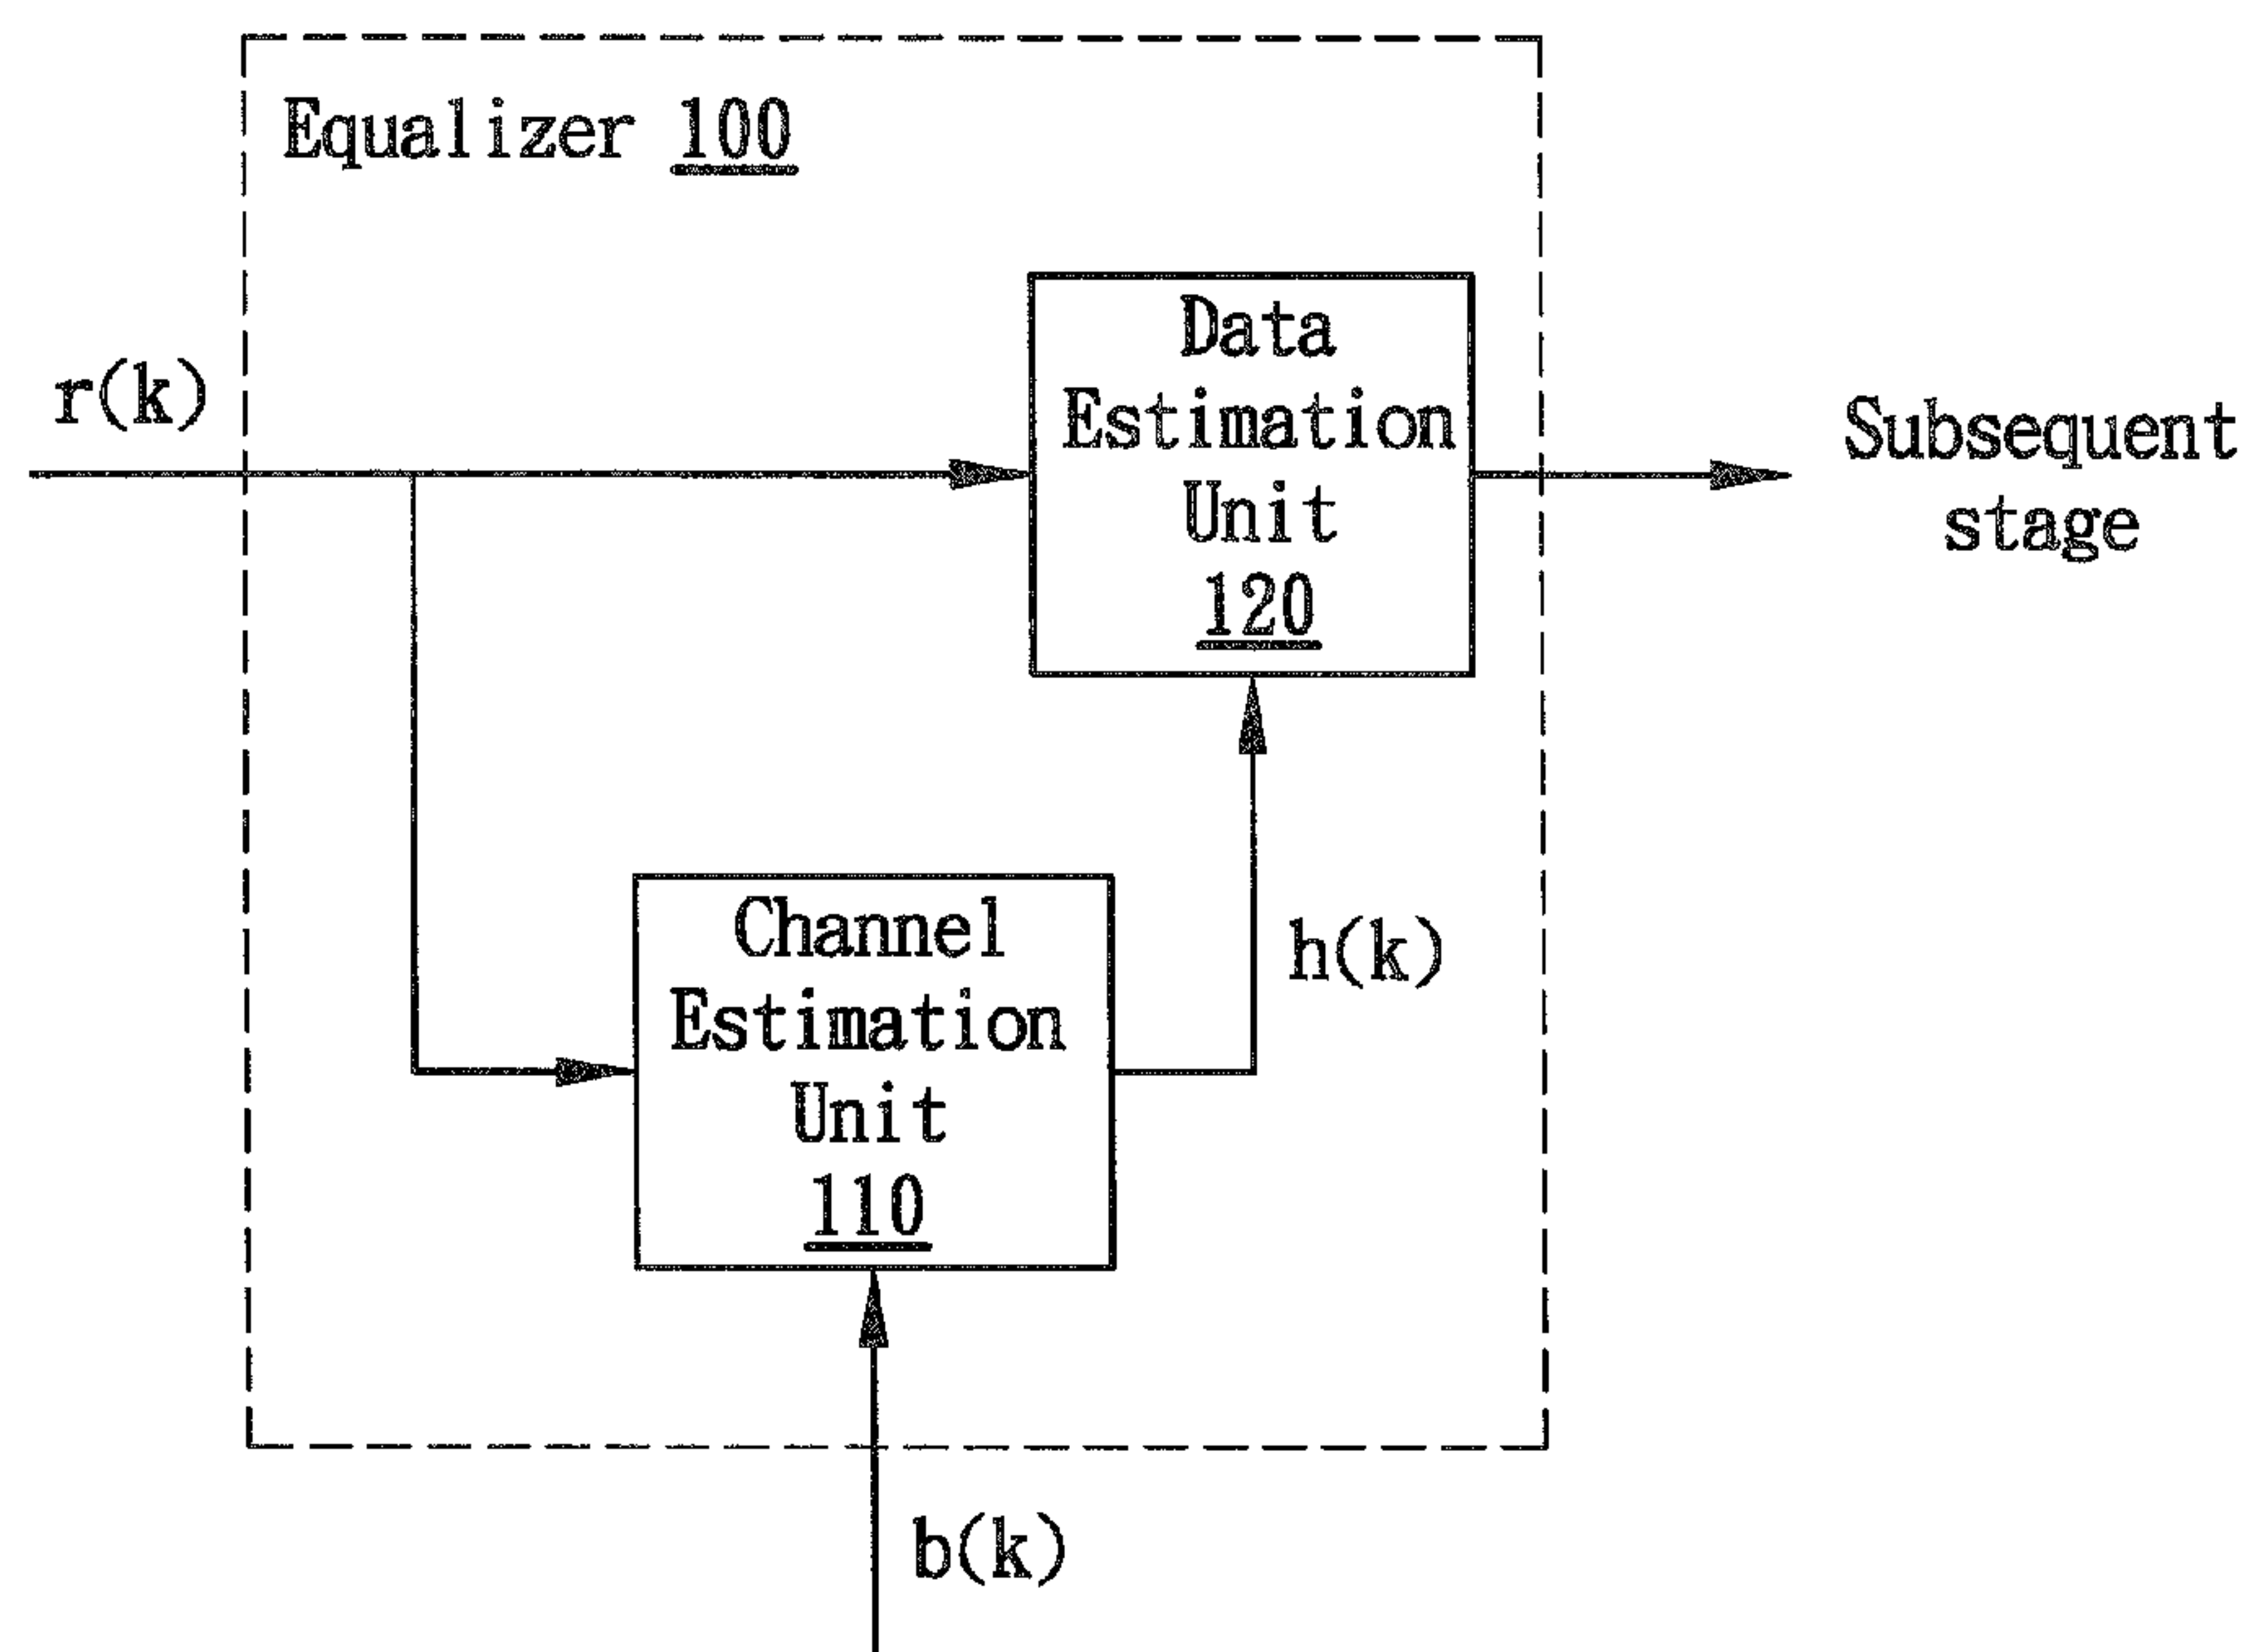 Equalizer 100
r(k)
Data
Estimation
Unit
120
Subsequent
stage
Channel
Estimation
Unit
110
h(k)
b(k)